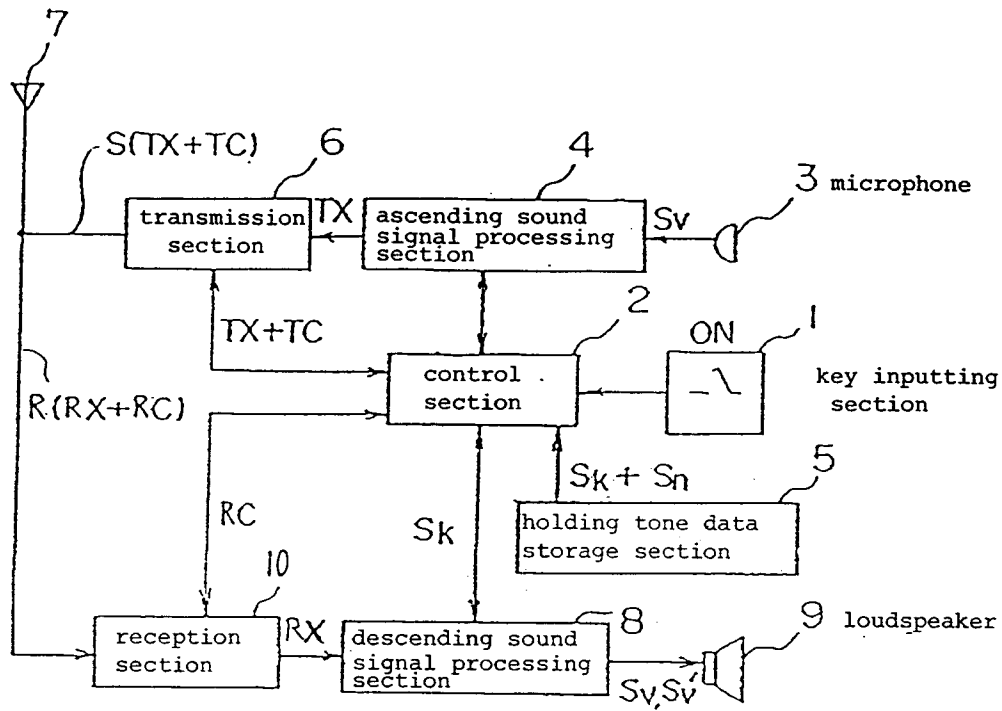 7
S(TX+TC)
6
4
3 microphone
transmission
section
TX
ascending sound
signal processing
section
Sv
2
ON
1
TX+TC
control
section
key inputting
section
R(RX+RC)
Sk + Sn
5
RC
Sk
holding tone data
storage section
10
reception
section
RX
descending sound
signal processing
section
8
9 loudspeaker
Sv,Sv'